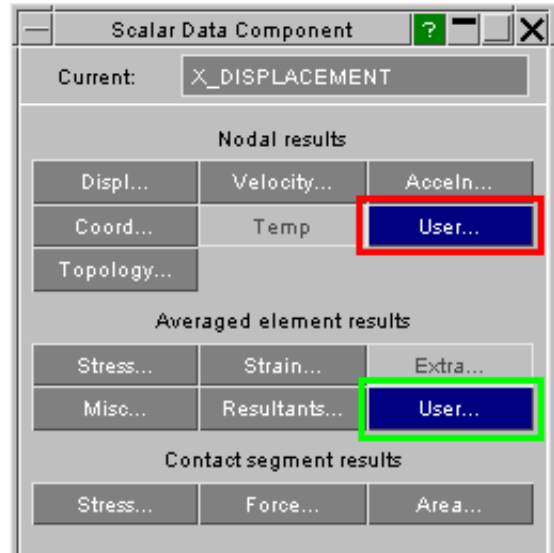 Scalar Data Component ?
Current: X_DISPLACEMENT
Nodal results
Displ... Velocity... Acceln...
Coord... Temp User...
Topology...
Averaged element results
Stress... Strain... Extra...
Misc... Resultants... User...
Contact segment results
Stress... Force... Area...